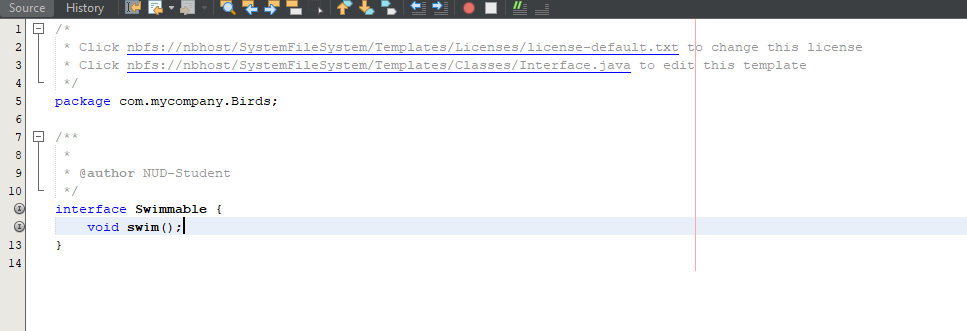 Source History
1 /*
2 * Click nbfs://nbhost/SystemFileSystem/Templates/Licenses/license-default.txt to change this license
3 * Click nbfs://nbhost/SystemFileSystem/Templates/Classes/Interface.java to edit this template
4 */
5 package com.mycompany.Birds;
6
7 /**
8 *
9 * @author NUD-Student
10 */
interface Swimmable {
void swim();
13 }
14